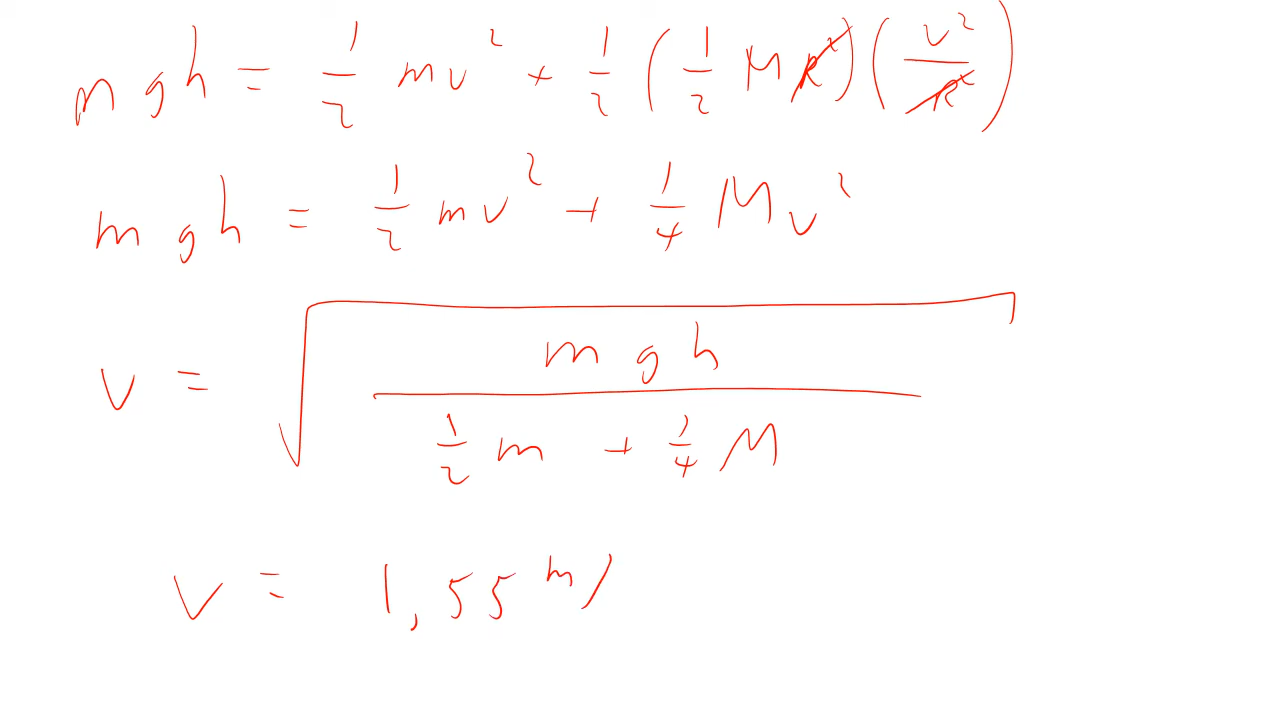 mgh = 1/2 mv² + 1/2 (1/2 MR²) (v²/R²)
mgh = 1/2 mv² + 1/4 Mv²
v = √(mgh / (1/2 m + 1/4 M))
v = 1,55 m/